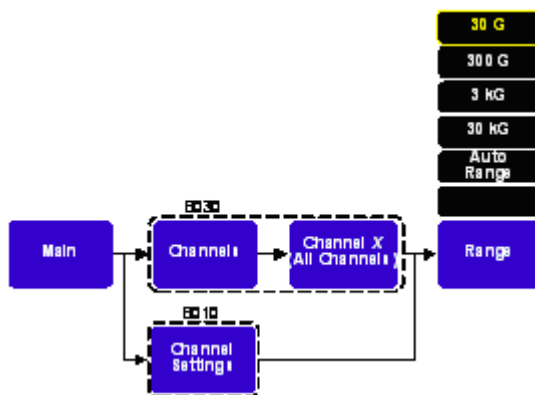 30 G
300 G
3 kG
30 kG
Auto
Range
8030
Main
Channels
Channel X
(All Channels)
Range
8010
Channel
Settings